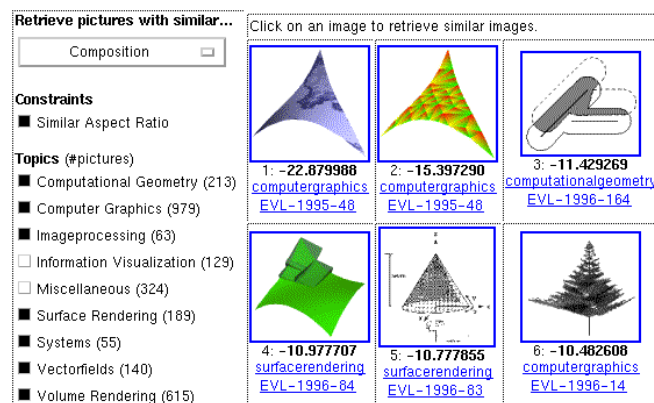 Retrieve pictures with similar...
Composition
Constraints
Similar Aspect Ratio
Topics (#pictures)
Computational Geometry (213)
Computer Graphics (979)
Imageprocessing (63)
Information Visualization (129)
Miscellaneous (324)
Surface Rendering (189)
Systems (55)
Vectorfields (140)
Volume Rendering (615)
Click on an image to retrieve similar images.
1: -22.879988
computergraphics
EVL-1995-48
2: -15.397290
computergraphics
EVL-1995-48
3: -11.429269
computationalgeometry
EVL-1996-164
4: -10.977707
surfacerendering
EVL-1996-84
5: -10.777855
surfacerendering
EVL-1996-83
6: -10.482608
computergraphics
EVL-1996-14